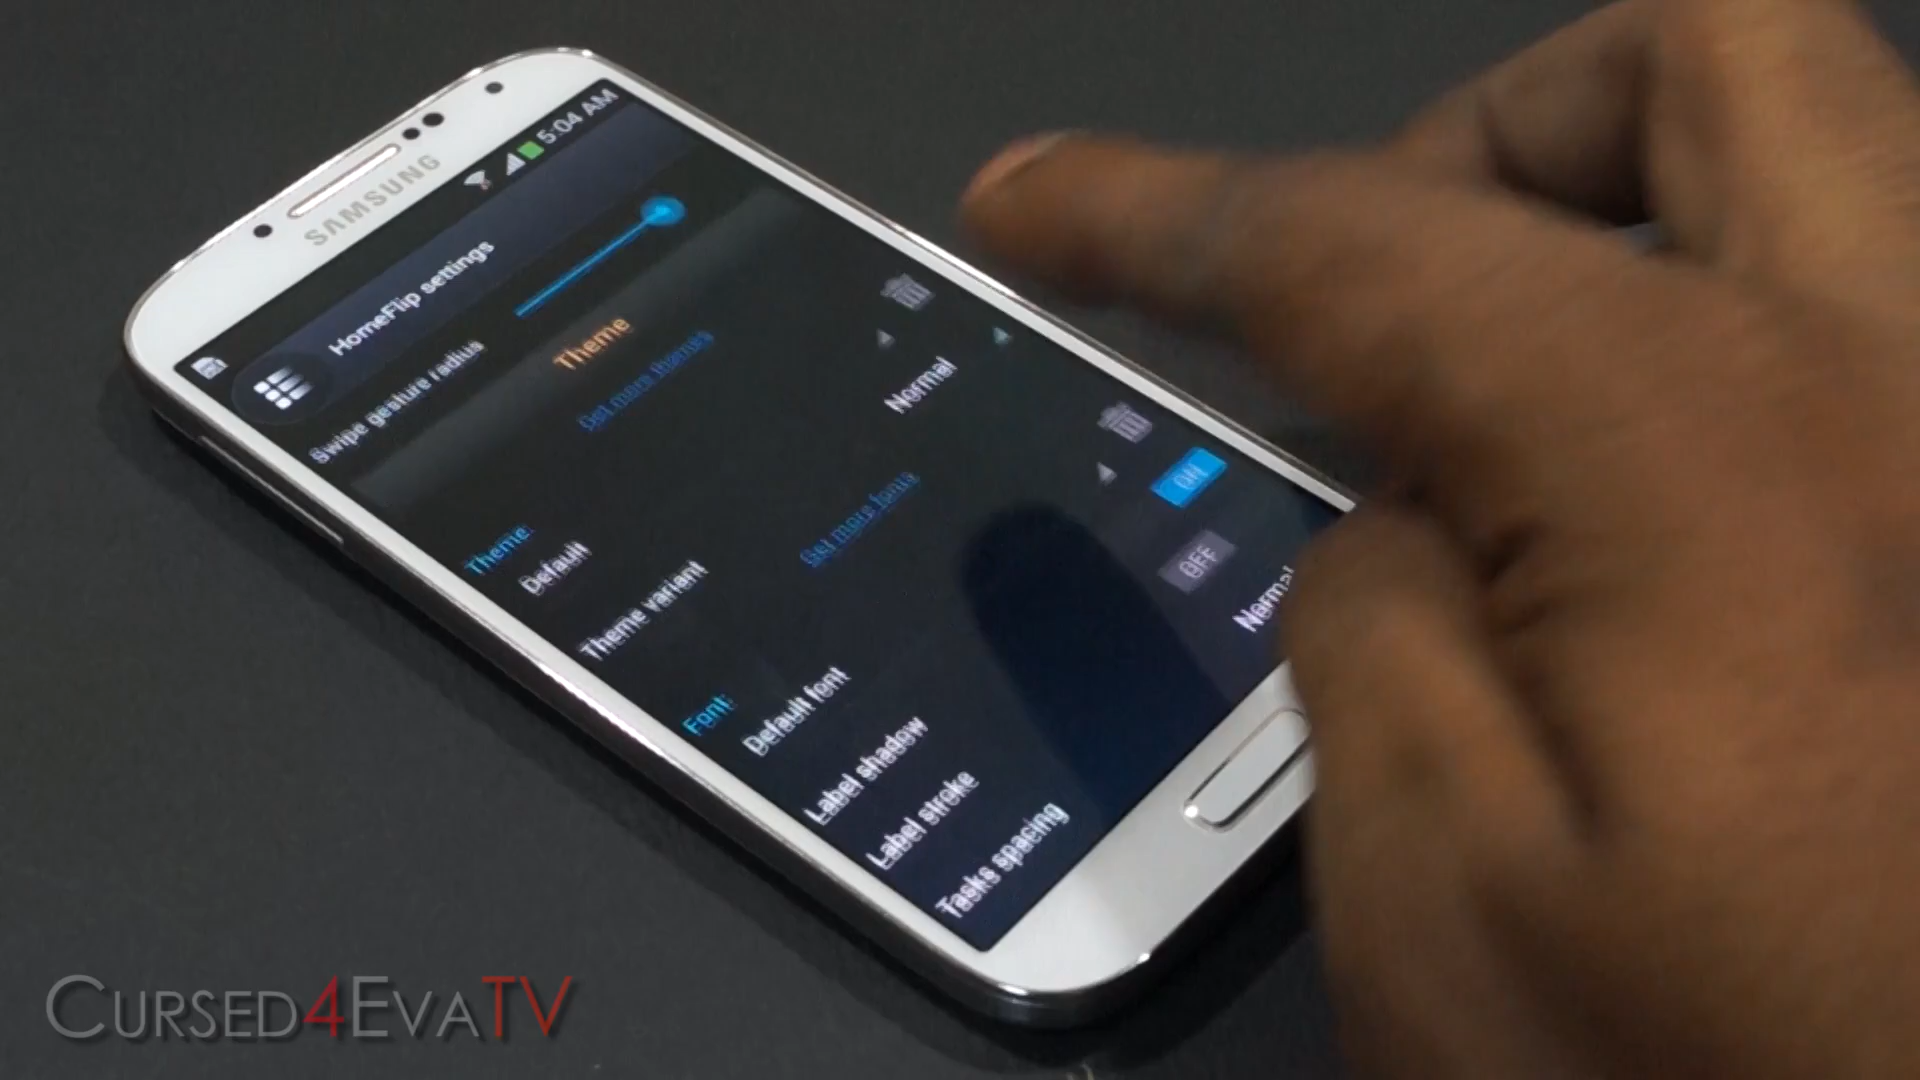 SAMSUNG
5:04 AM
HomeFlip settings
Swipe gesture radius
Theme
Get more themes
Theme:
Default
Theme variant
Normal
Get more fonts
Font:
Default font
Label shadow
ON
Label stroke
OFF
Tasks spacing
Normal
CURSED4EVATV